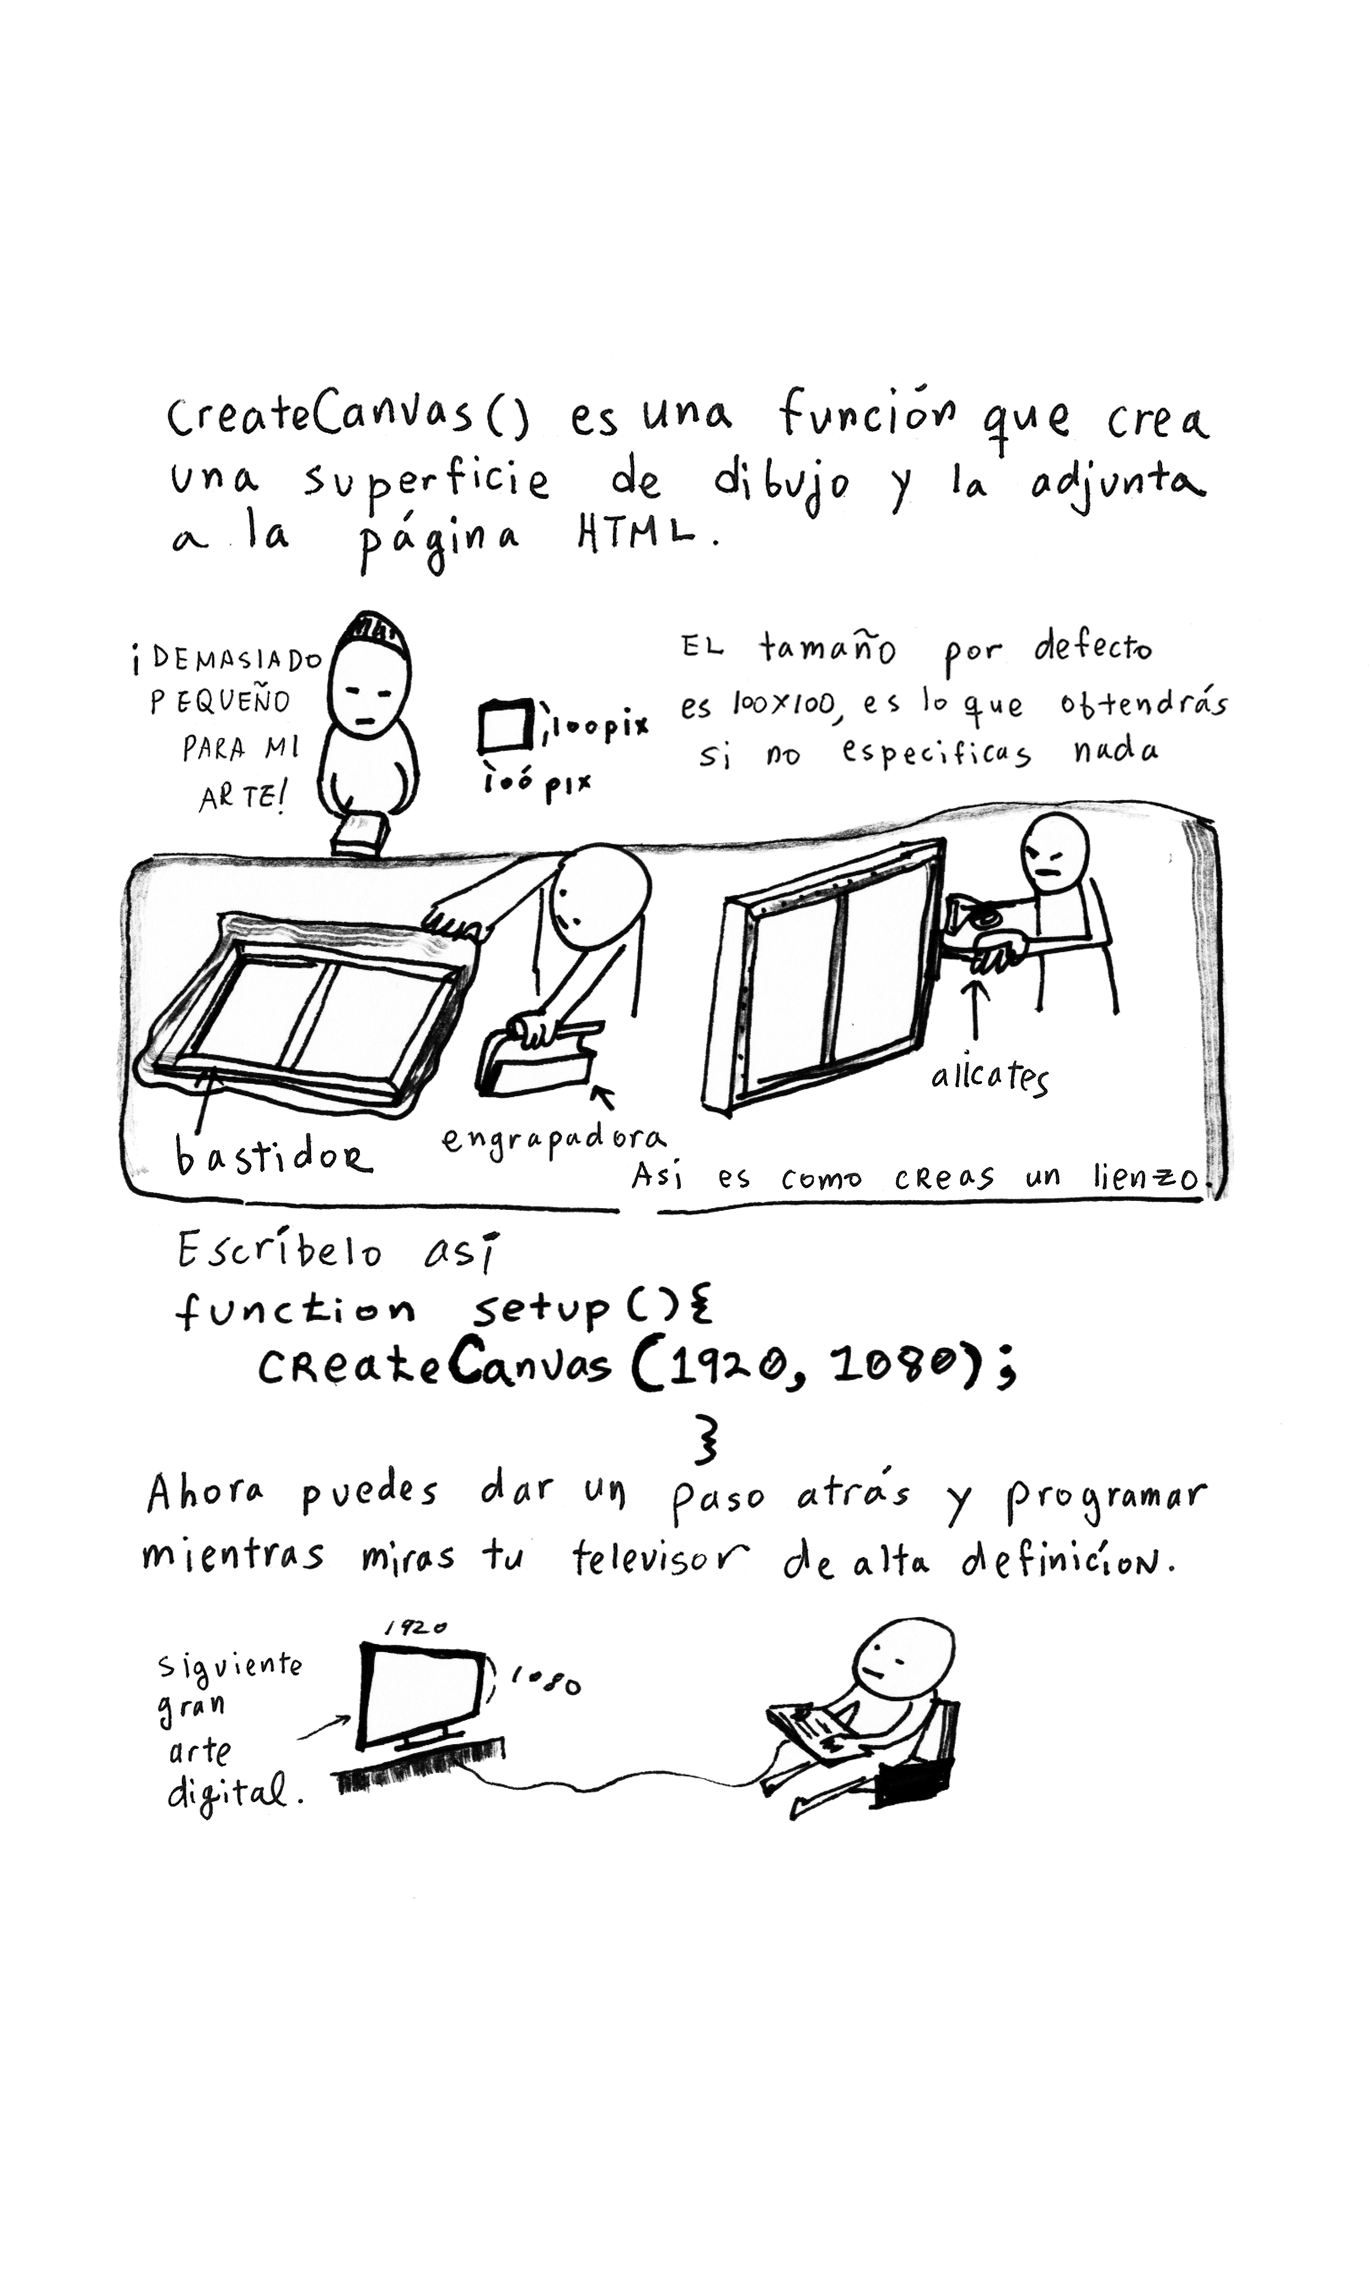 createCanvas() es una función que crea
una superficie de dibujo y la adjunta
a la página HTML.
¡DEMASIADO
PEQUEÑO
PARA MI
ARTE!
100pix
100 pix
EL tamaño por defecto
es 100x100, es lo que obtendrás
si no especificas nada
bastidor
engrapadora
alicates
Así es como creas un lienzo.
Escríbelo así
function setup(){
createCanvas(1920, 1080);
}
Ahora puedes dar un paso atrás y programar
mientras miras tu televisor de alta definición.
siguiente
gran
arte
digital.
1920
1080